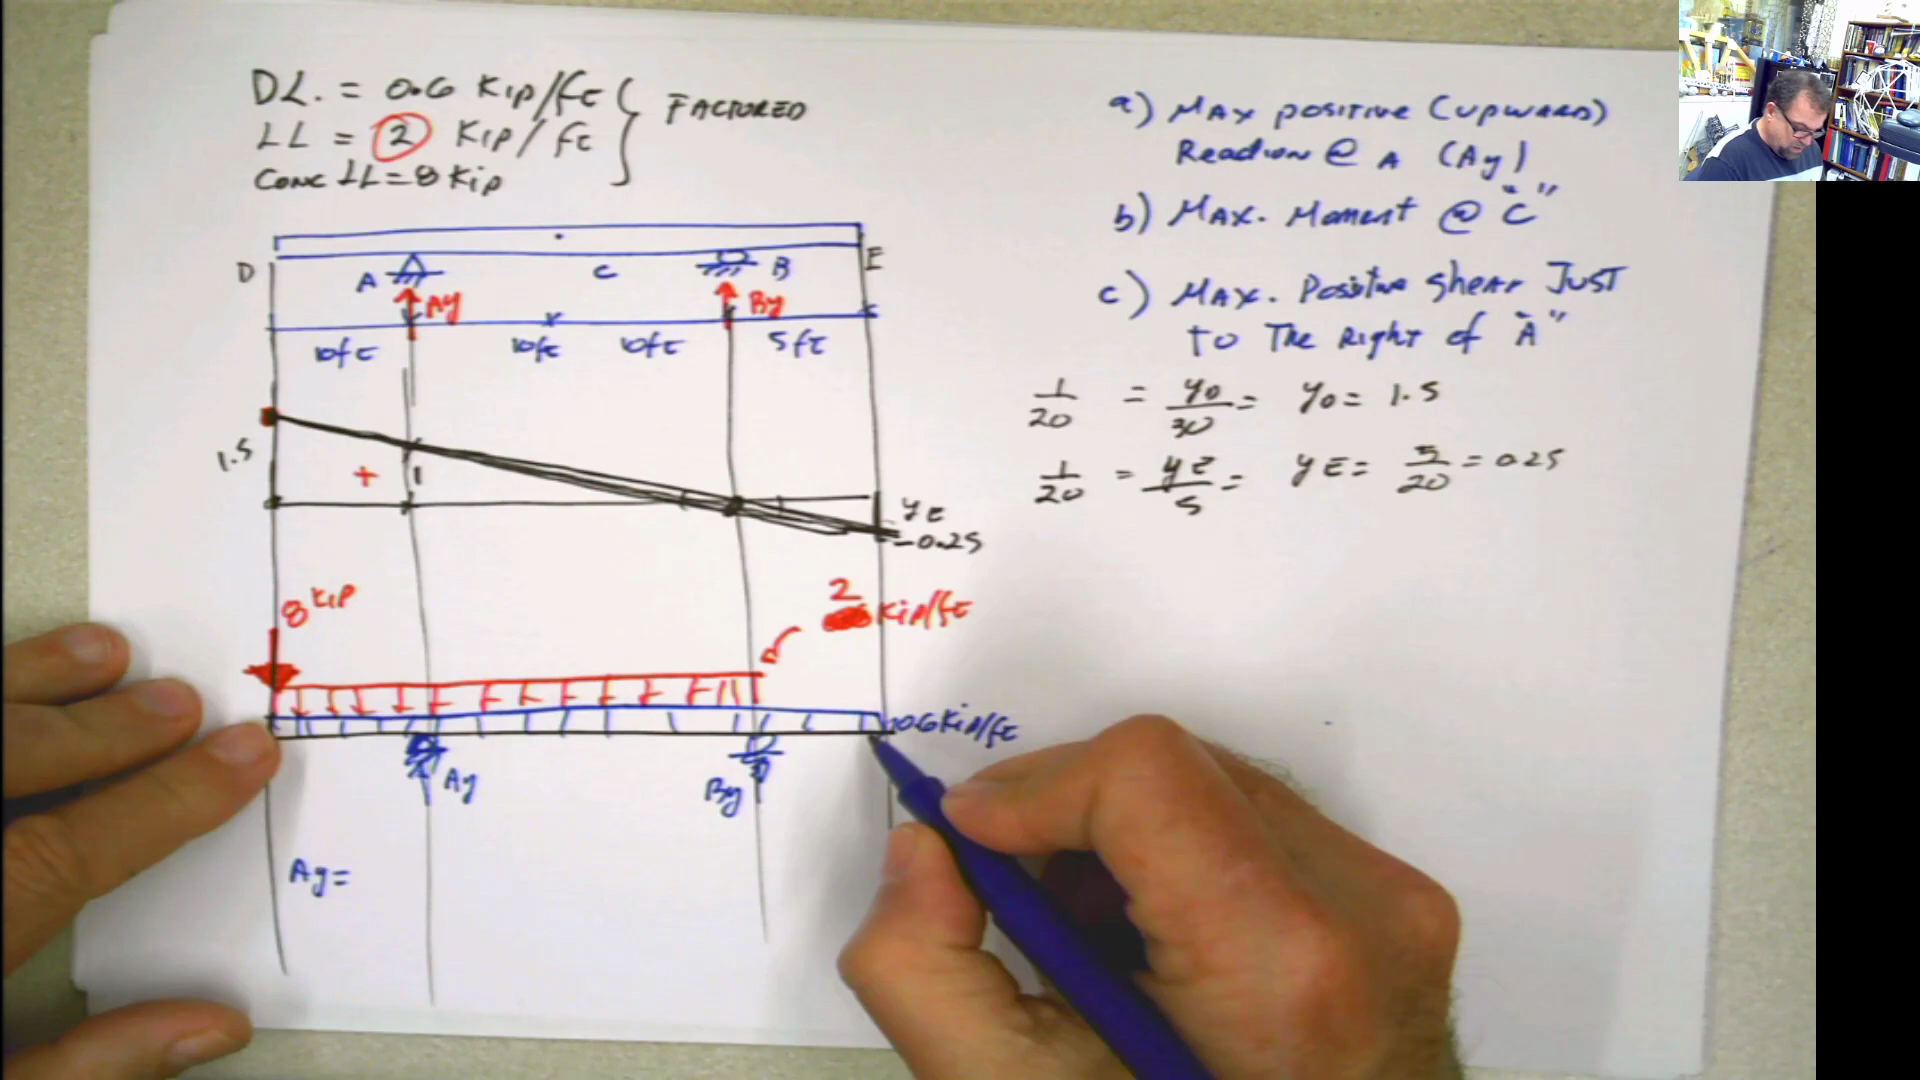 DL. = 0.6 Kip/ft
LL = 2 Kip/ft
CONC LL = 8 Kip
FACTORED
a) MAX positive (UPWARD)
Reaction @ A (Ay)
b) MAX. Moment @ "C"
c) MAX. Positive Shear JUST
to The Right of "A"
D A C B E
Ay By
10ft 10ft 10ft 5ft
1/20 = y0/30 = y0 = 1.5
1/20 = yE/5 = yE = 5/20 = 0.25
1.5
+
1
yE
-0.25
8 kip
2
Kip/ft
0.6 Kip/ft
Ay By
Ay =